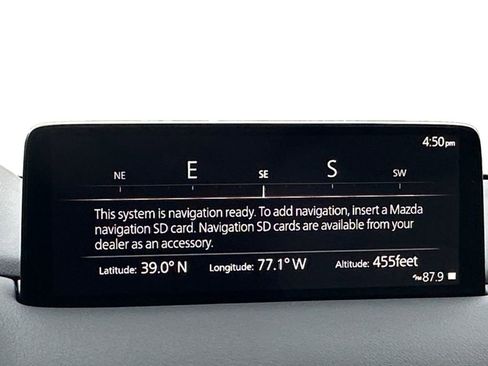 4:50pm
NE E SE S SW
This system is navigation ready. To add navigation, insert a Mazda
navigation SD card. Navigation SD cards are available from your
dealer as an accessory.
Latitude: 39.0° N Longitude: 77.1° W Altitude: 455feet
FM 87.9